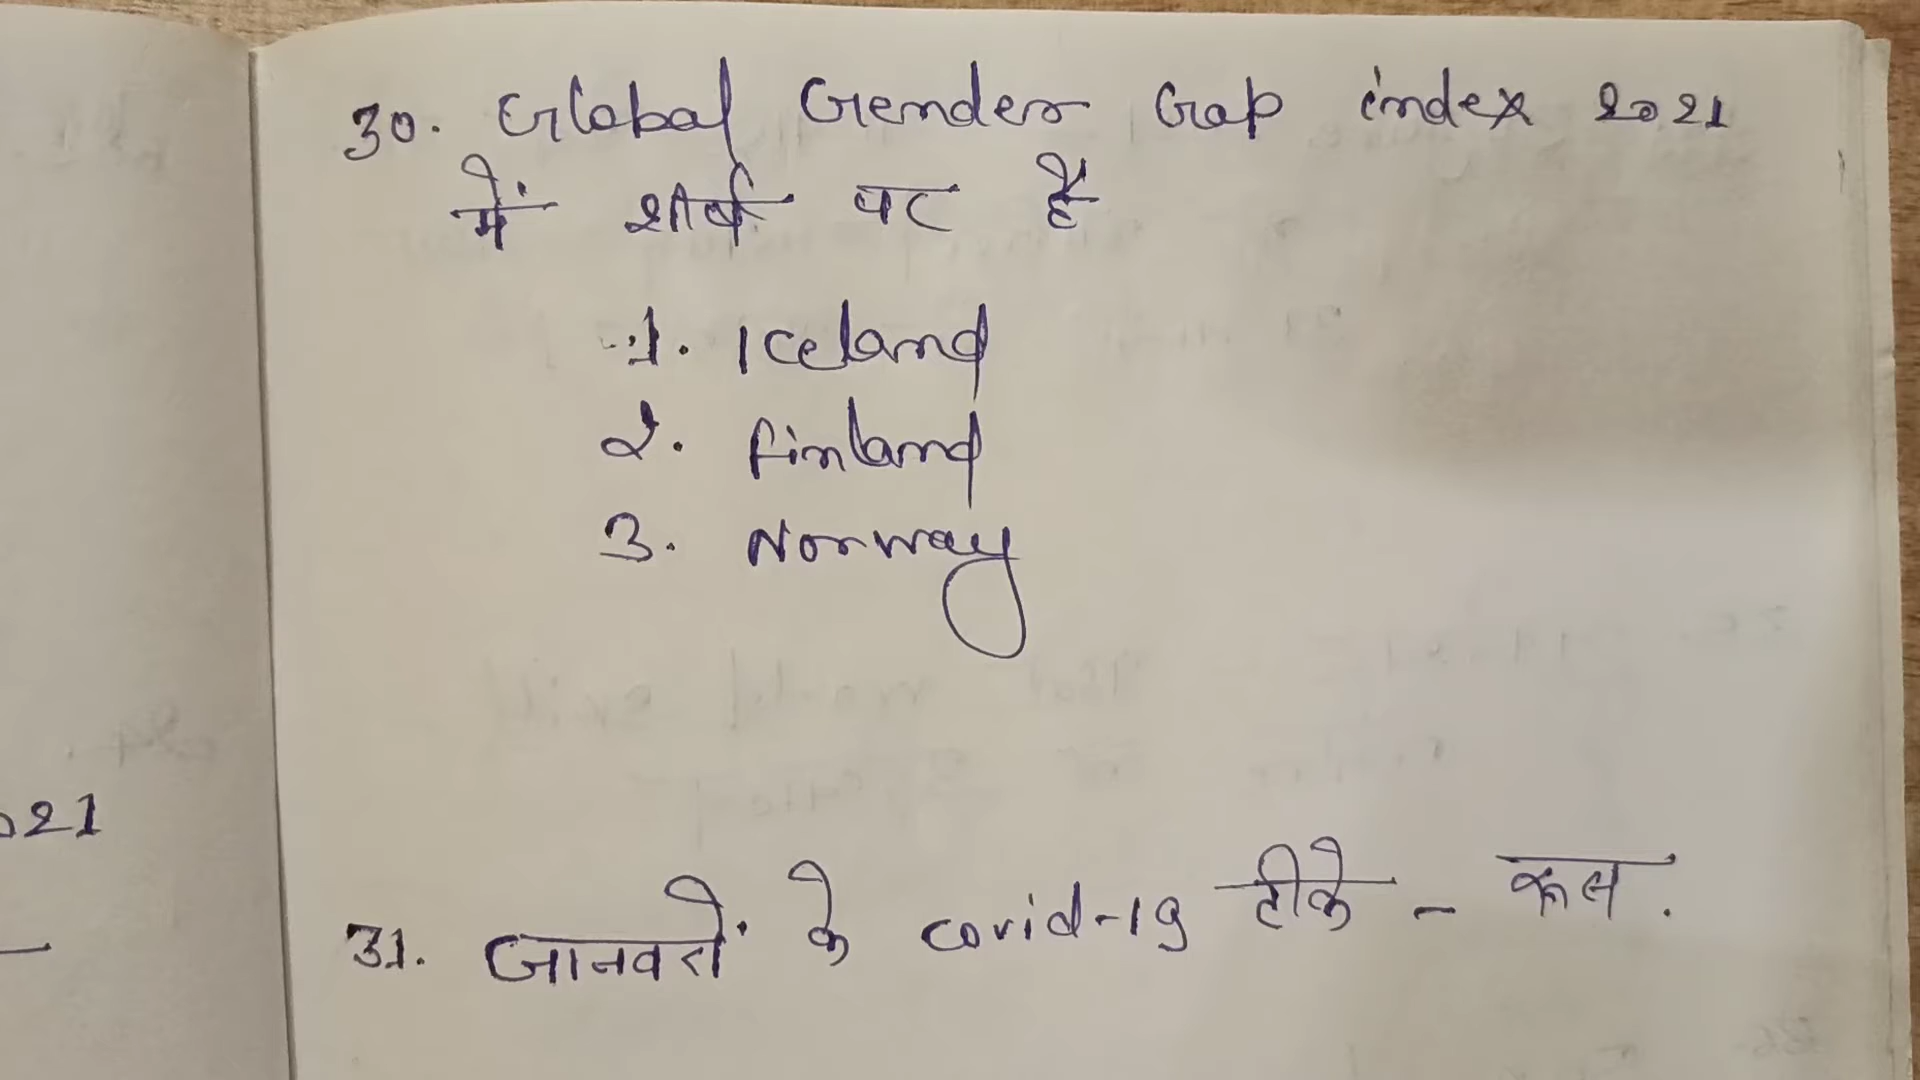 021
30. Global Gender Gap index 2021
में शीर्ष पर है
1. Iceland
2. finland
3. Norway
31. जानवरों के covid-19 टीके - रूस.